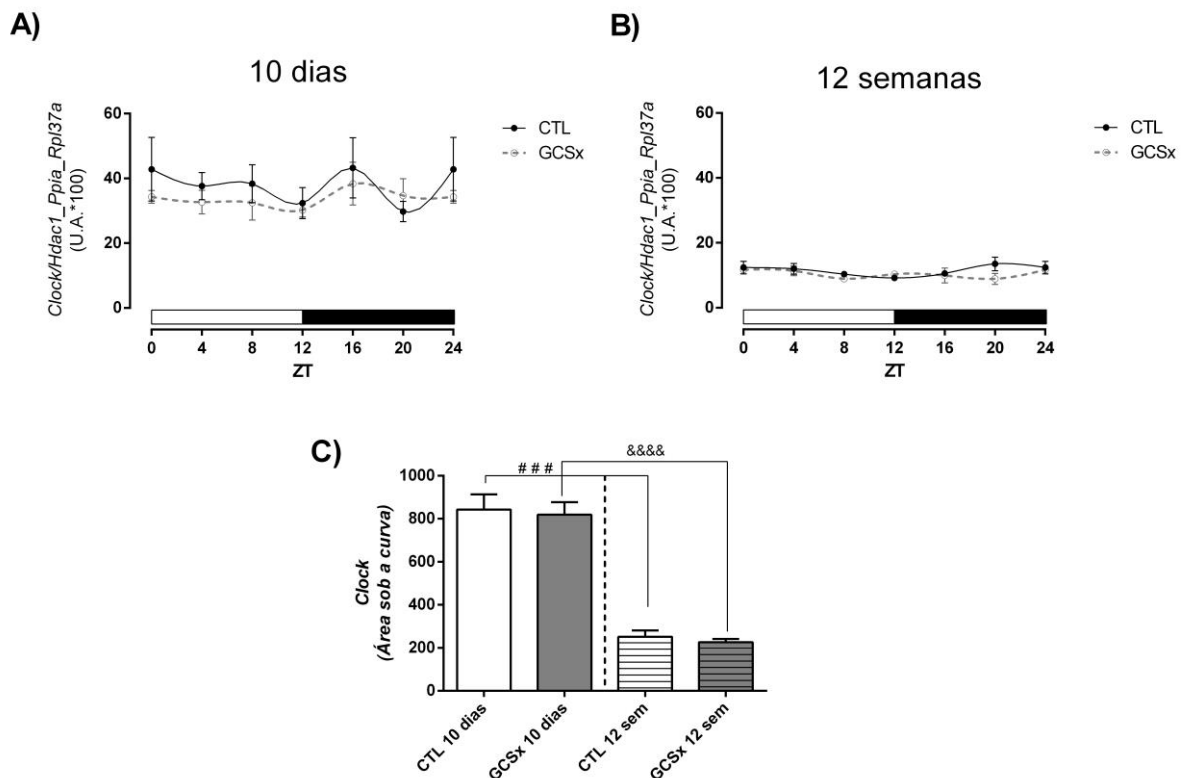 A)
10 dias
Clock/Hdac1_Ppia_Rpl37a
(U.A.*100)
60
40
20
0
CTL
GCSx
0 4 8 12 16 20 24
ZT
B)
12 semanas
Clock/Hdac1_Ppia_Rpl37a
(U.A.*100)
60
40
20
0
CTL
GCSx
0 4 8 12 16 20 24
ZT
C)
&&&&
# # #
Clock
(Área sob a curva)
1000
800
600
400
200
0
CTL 10 dias
GCSx 10 dias
CTL 12 sem
GCSx 12 sem